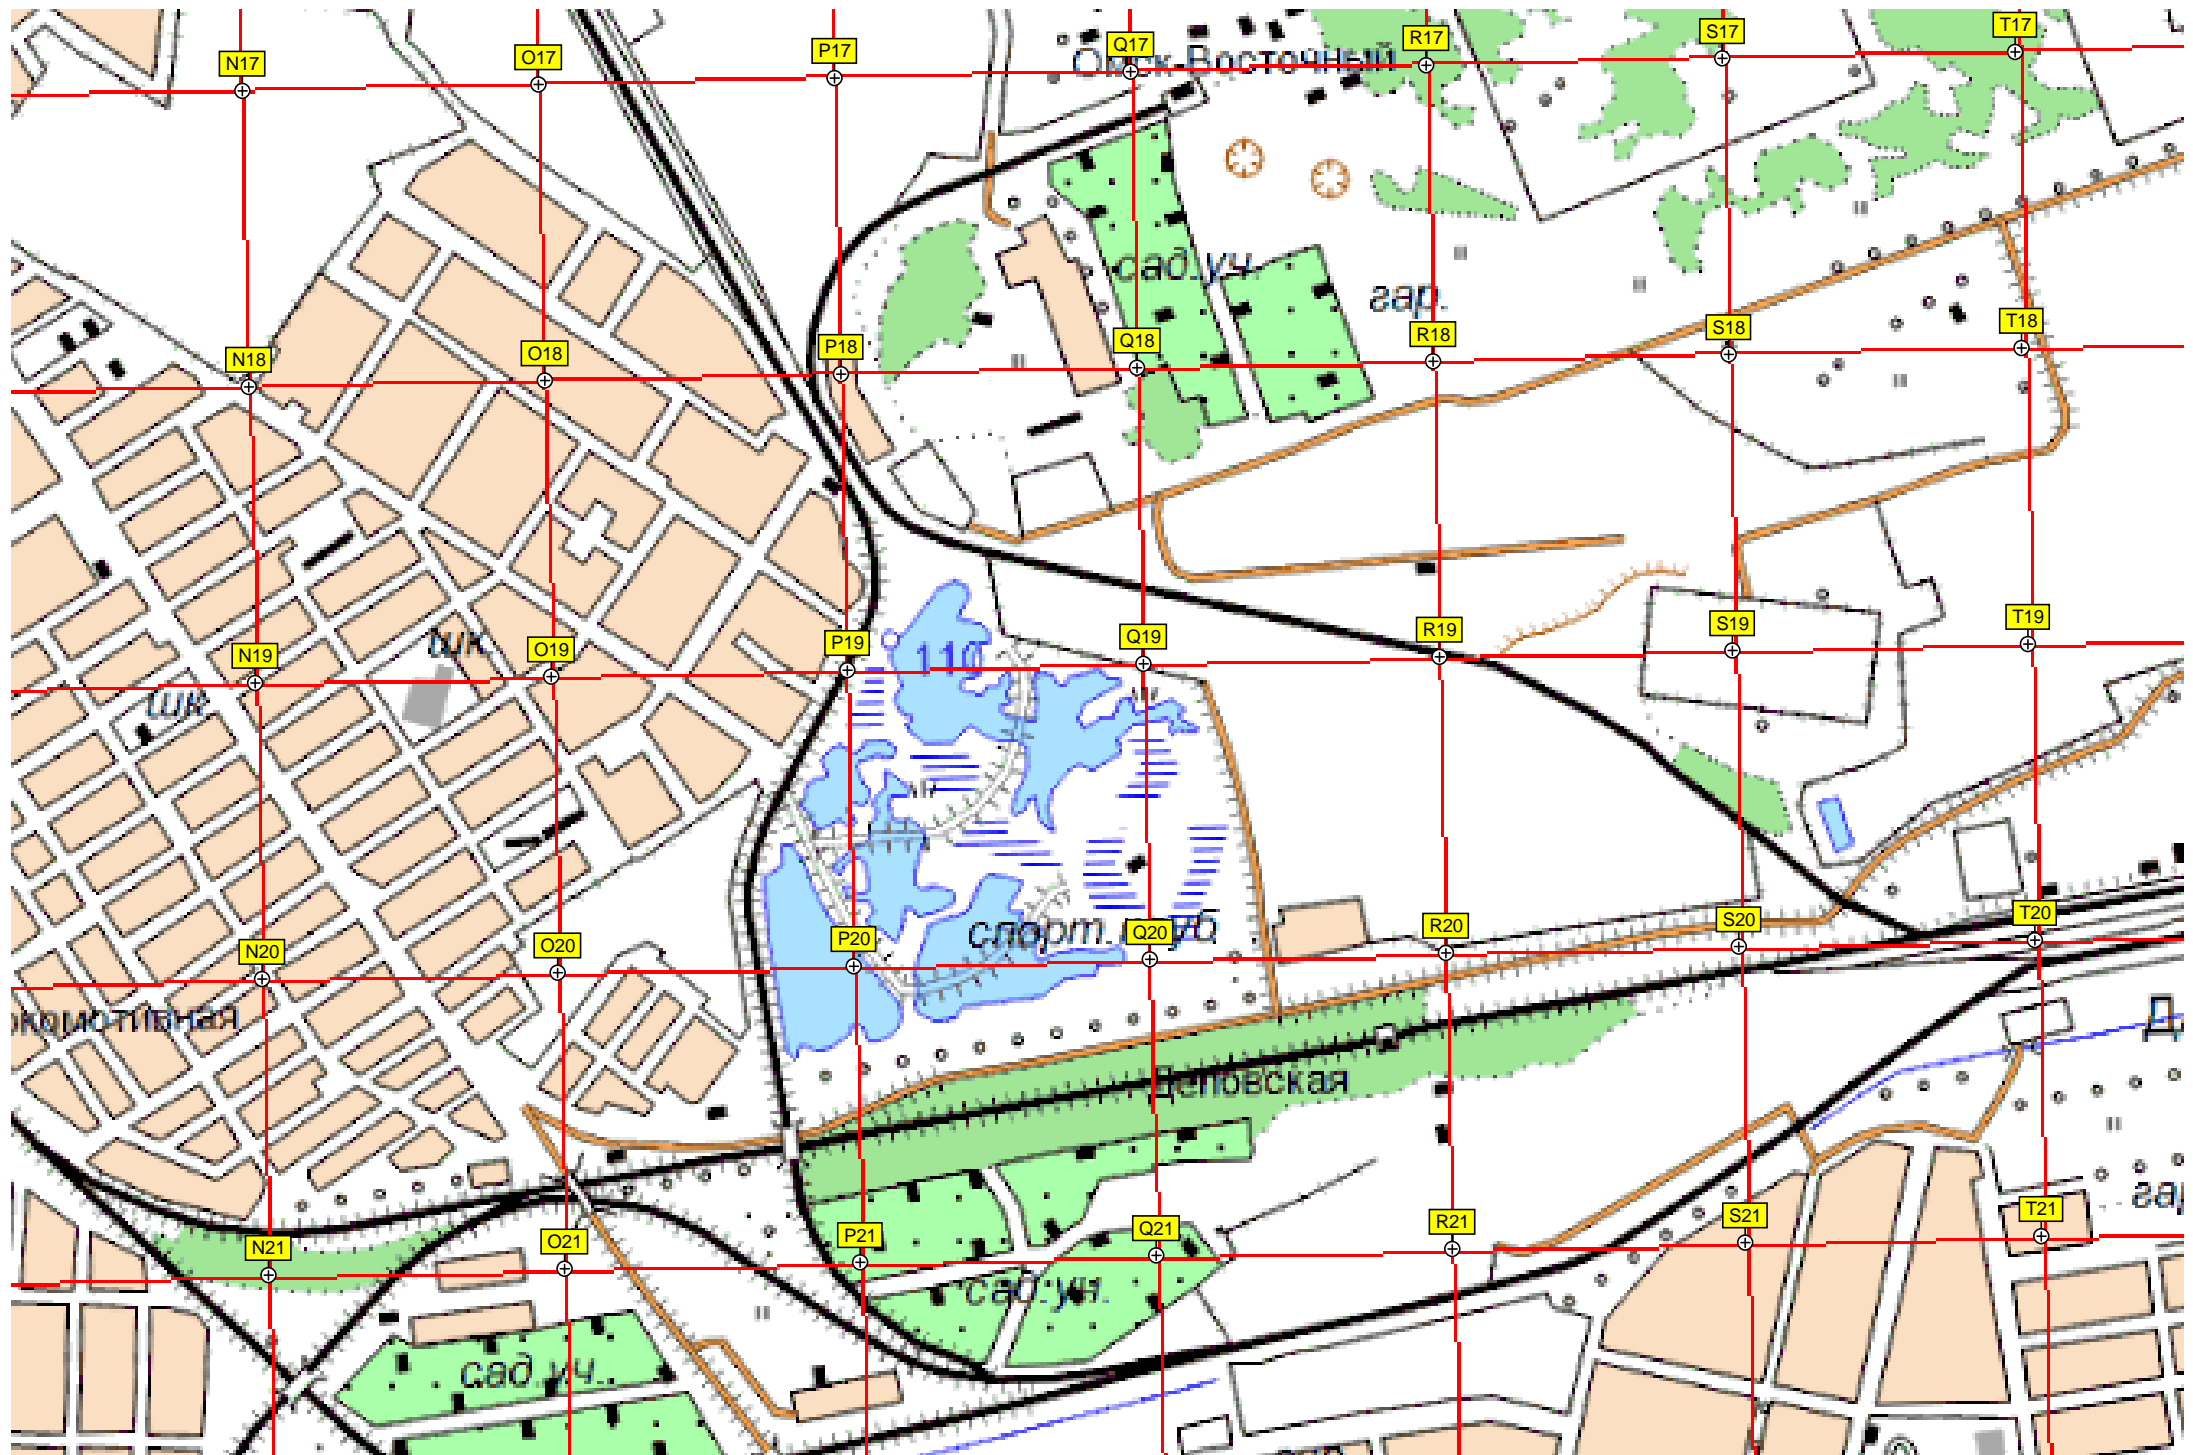 N17 O17 P17 Q17 R17 S17 T17
Омск-Восточный
сад.уч.
гар.
N18 O18 P18 Q18 R18 S18 T18
шк.
шк.
N19 O19 P19 Q19 R19 S19 T19
110
спорт.
N20 O20 P20 Q20 R20 S20 T20
Деповская
N21 O21 P21 Q21 R21 S21 T21
сад.уч.
сад.уч.